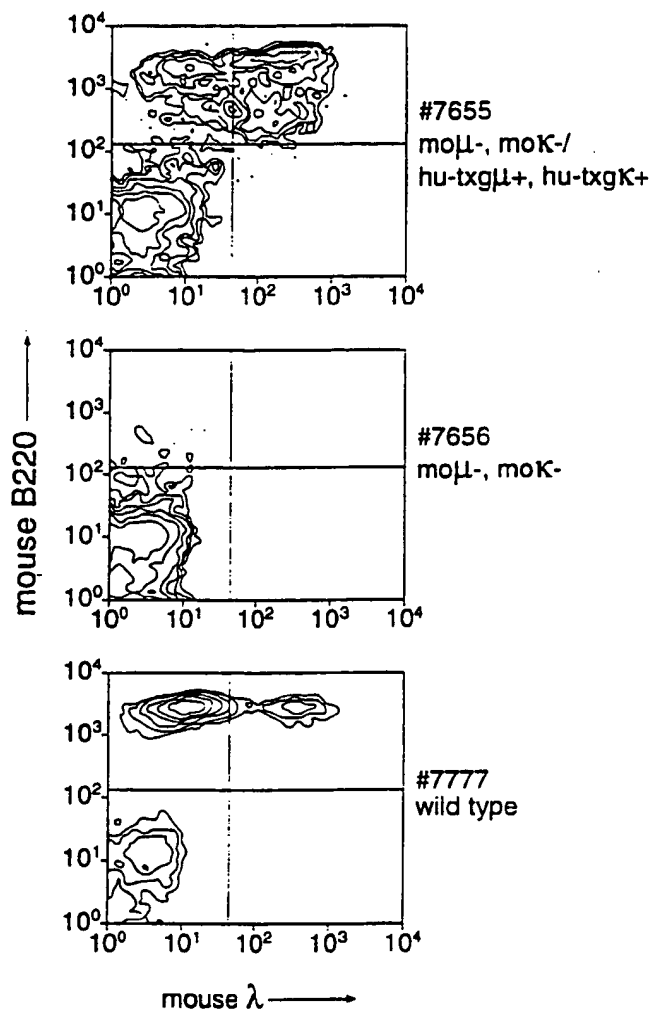 10⁴
10³
10²
10¹
10⁰
10⁰ 10¹ 10² 10³ 10⁴
#7655
moμ-, moκ-/
hu-txgμ+, hu-txgκ+
10⁴
10³
10²
10¹
10⁰
10⁰ 10¹ 10² 10³ 10⁴
#7656
moμ-, moκ-
mouse B220
10⁴
10³
10²
10¹
10⁰
10⁰ 10¹ 10² 10³ 10⁴
#7777
wild type
mouse λ